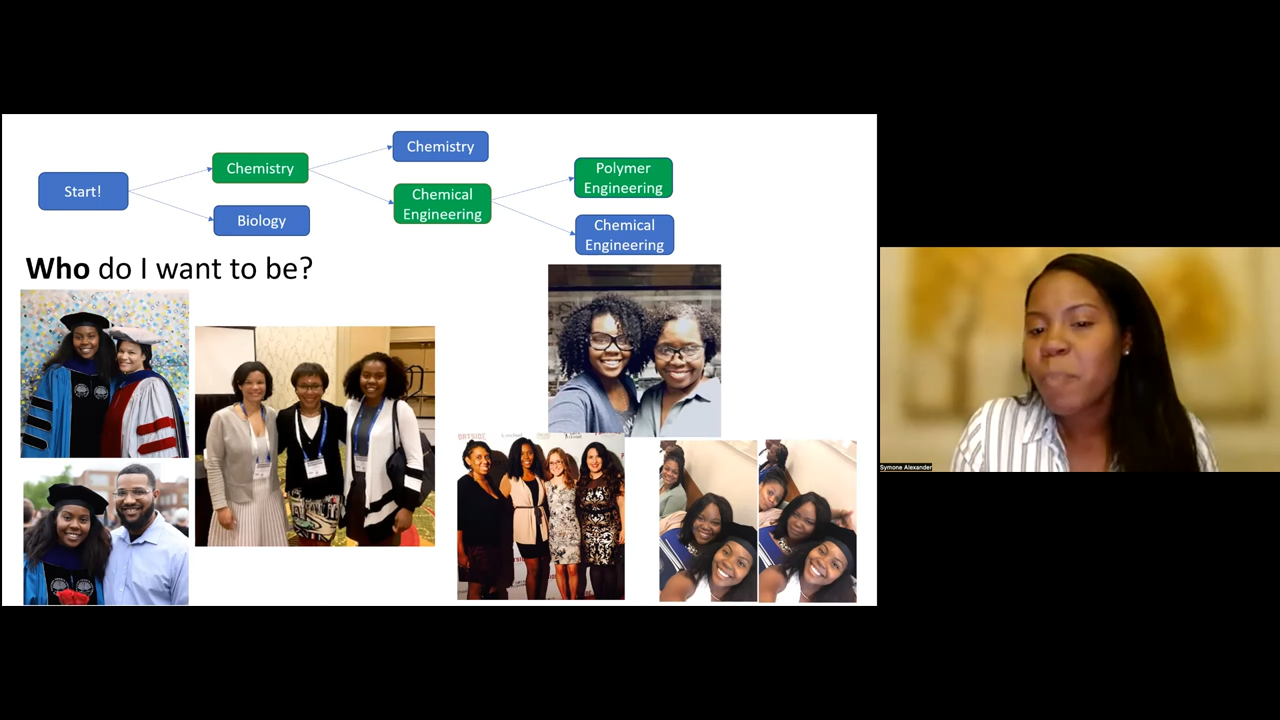 Start!
Chemistry
Biology
Chemistry
Chemical
Engineering
Polymer
Engineering
Chemical
Engineering
Who do I want to be?
Symone Alexander